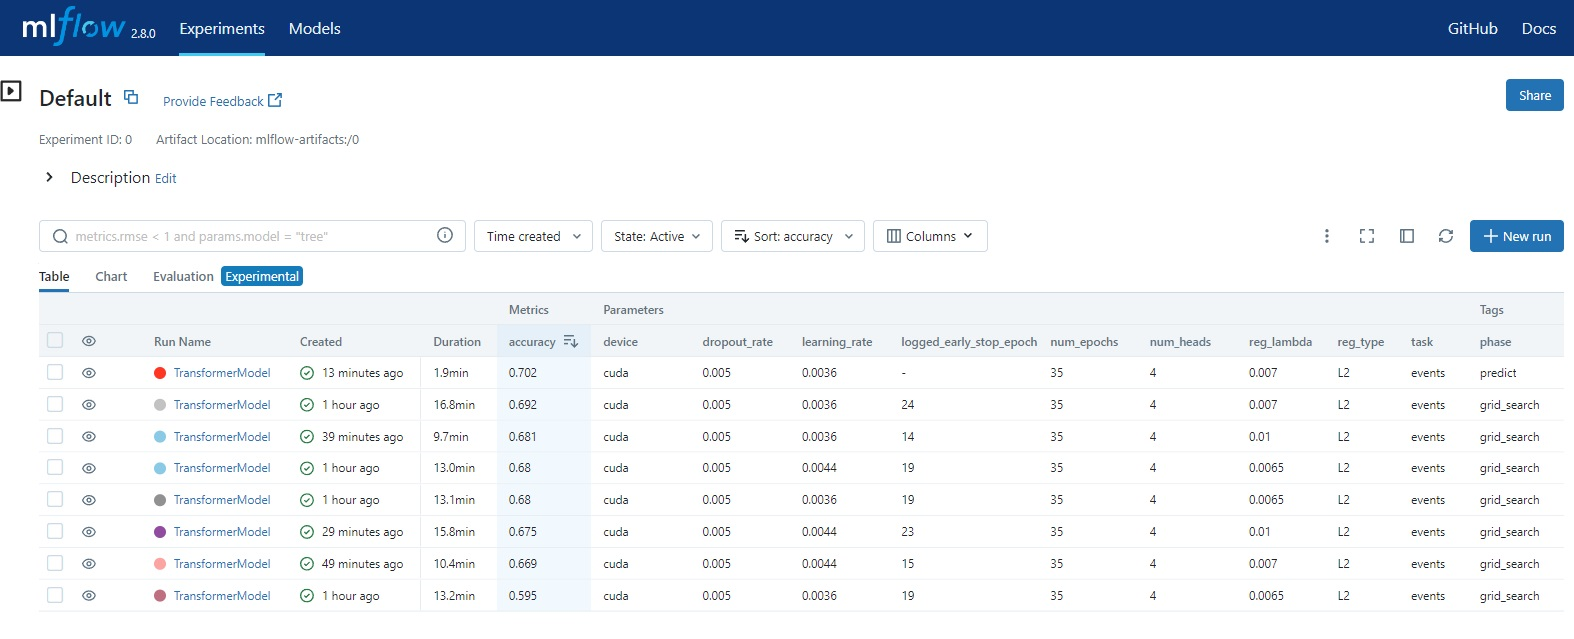 mlflow 2.8.0 Experiments Models GitHub Docs
Default Provide Feedback Share
Experiment ID: 0 Artifact Location: mlflow-artifacts:/0
Description Edit
metrics.rmse < 1 and params.model = "tree" Time created State: Active Sort: accuracy Columns New run
Table Chart Evaluation Experimental
Metrics Parameters Tags
Run Name Created Duration accuracy device dropout_rate learning_rate logged_early_stop_epoch num_epochs num_heads reg_lambda reg_type task phase
TransformerModel 13 minutes ago 1.9min 0.702 cuda 0.005 0.0036 - 35 4 0.007 L2 events predict
TransformerModel 1 hour ago 16.8min 0.692 cuda 0.005 0.0036 24 35 4 0.007 L2 events grid_search
TransformerModel 39 minutes ago 9.7min 0.681 cuda 0.005 0.0036 14 35 4 0.01 L2 events grid_search
TransformerModel 1 hour ago 13.0min 0.68 cuda 0.005 0.0044 19 35 4 0.0065 L2 events grid_search
TransformerModel 1 hour ago 13.1min 0.68 cuda 0.005 0.0036 19 35 4 0.0065 L2 events grid_search
TransformerModel 29 minutes ago 15.8min 0.675 cuda 0.005 0.0044 23 35 4 0.01 L2 events grid_search
TransformerModel 49 minutes ago 10.4min 0.669 cuda 0.005 0.0044 15 35 4 0.007 L2 events grid_search
TransformerModel 1 hour ago 13.2min 0.595 cuda 0.005 0.0036 19 35 4 0.0065 L2 events grid_search